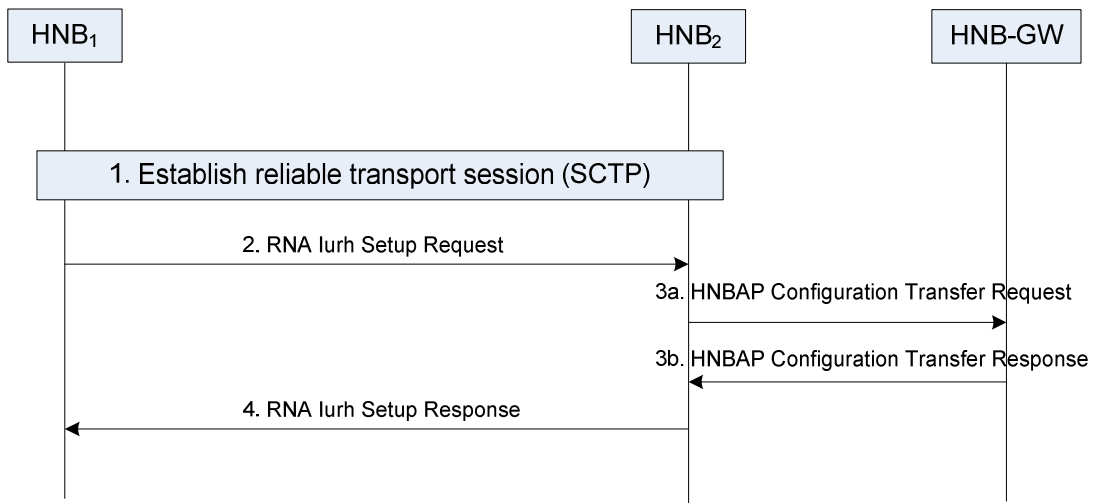 HNB₁
HNB₂
HNB-GW
1. Establish reliable transport session (SCTP)
2. RNA Iurh Setup Request
3a. HNBAP Configuration Transfer Request
3b. HNBAP Configuration Transfer Response
4. RNA Iurh Setup Response